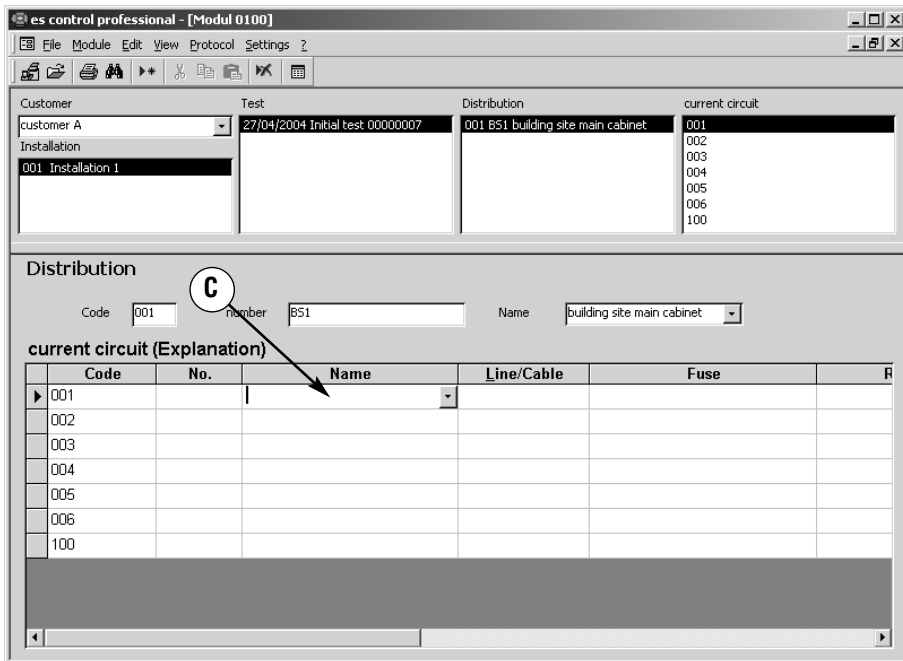 es control professional - [Modul 0100]
File Module Edit View Protocol Settings ?
Customer Test Distribution current circuit
customer A 27/04/2004 Initial test 00000007 001 BS1 building site main cabinet 001
Installation 002
001 Installation 1 003
004
005
006
100
Distribution
C
Code 001 number BS1 Name building site main cabinet
current circuit (Explanation)
Code No. Name Line/Cable Fuse R
001
002
003
004
005
006
100